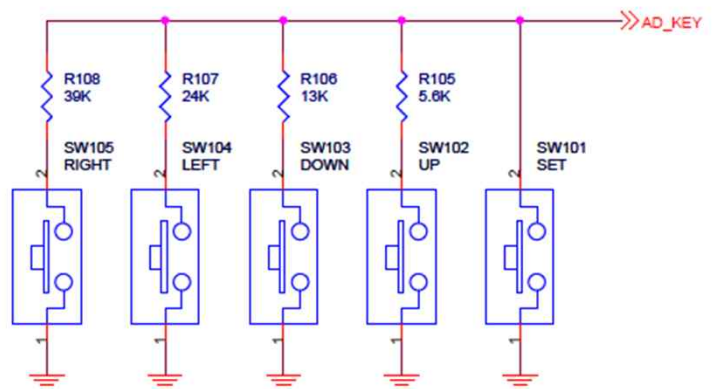 AD_KEY
R108
39K
R107
24K
R106
13K
R105
5.6K
SW105
RIGHT
SW104
LEFT
SW103
DOWN
SW102
UP
SW101
SET
2
2
2
2
2
1
1
1
1
1